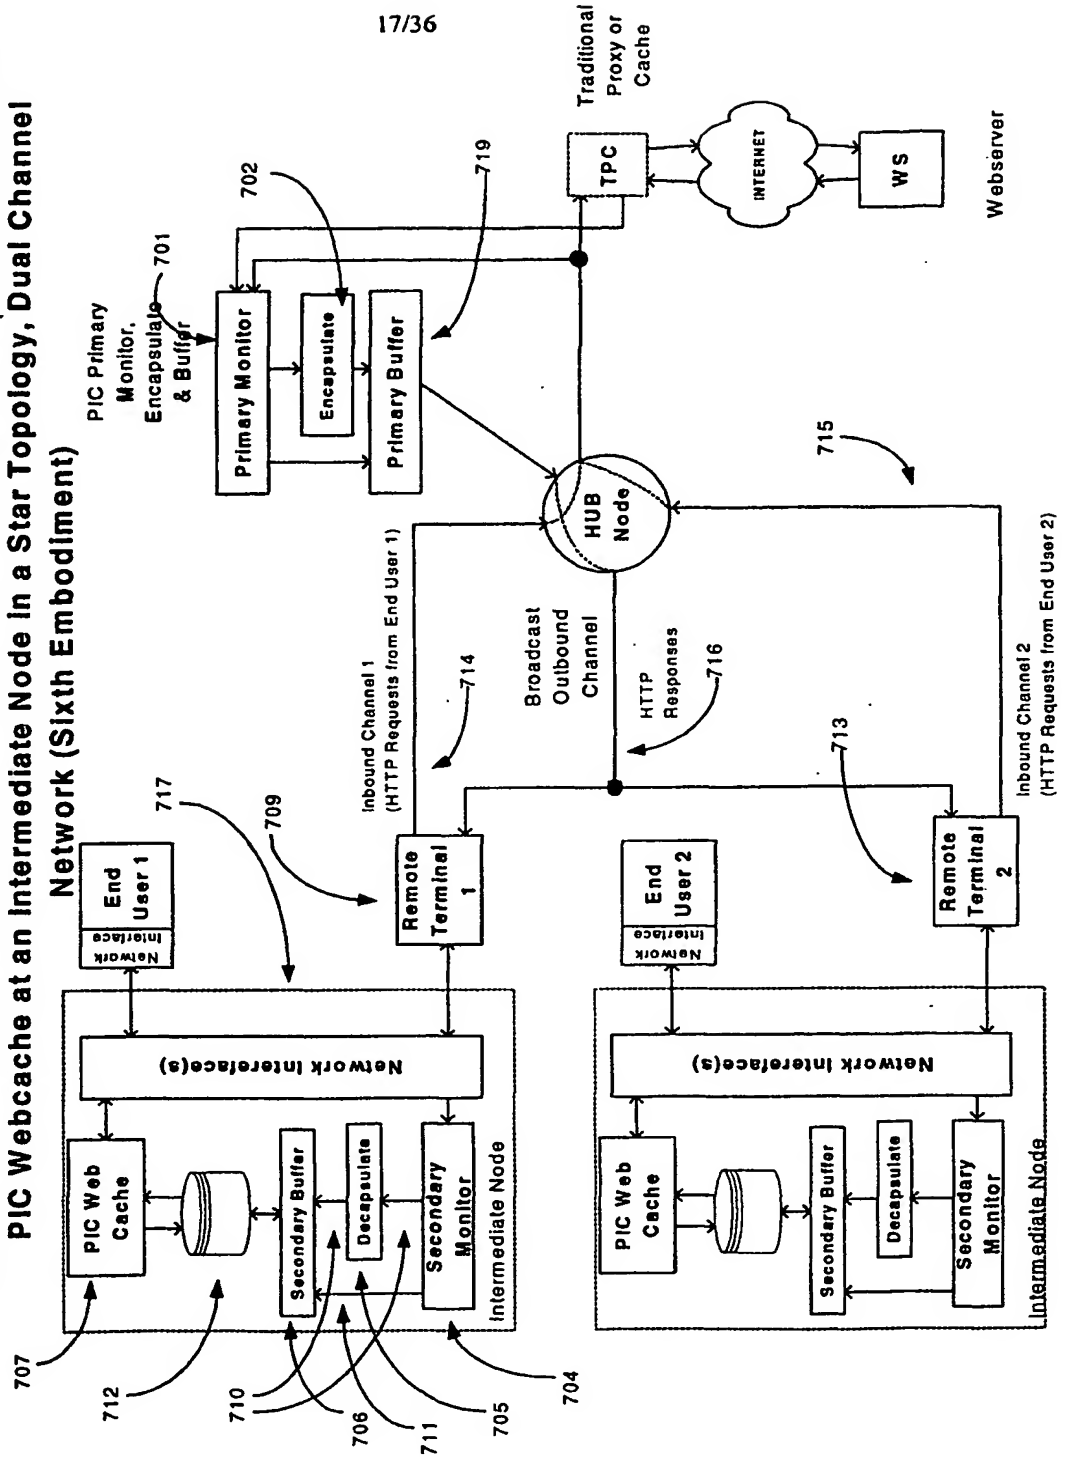 17/36
PIC Webcache at an Intermediate Node in a Star Topology, Dual Channel
Network (Sixth Embodiment)
PIC Primary
Monitor,
Encapsulate
& Buffer
701
702
719
Primary Monitor
Encapsulate
Primary Buffer
Traditional
Proxy or
Cache
TPC
INTERNET
WS
Webserver
HUB
Node
715
Inbound Channel 1
(HTTP Requests from End User 1)
714
Broadcast
Outbound
Channel
HTTP
Responses
716
713
Inbound Channel 2
(HTTP Requests from End User 2)
717
709
End
User 1
Network
Interface
Remote
Terminal
1
End
User 2
Network
Interface
Remote
Terminal
2
Network Interface(s)
PIC Web
Cache
Secondary Buffer
Decapsulate
Secondary
Monitor
Intermediate Node
Network Interface(s)
PIC Web
Cache
Secondary Buffer
Decapsulate
Secondary
Monitor
Intermediate Node
707
712
710
706
711
705
704